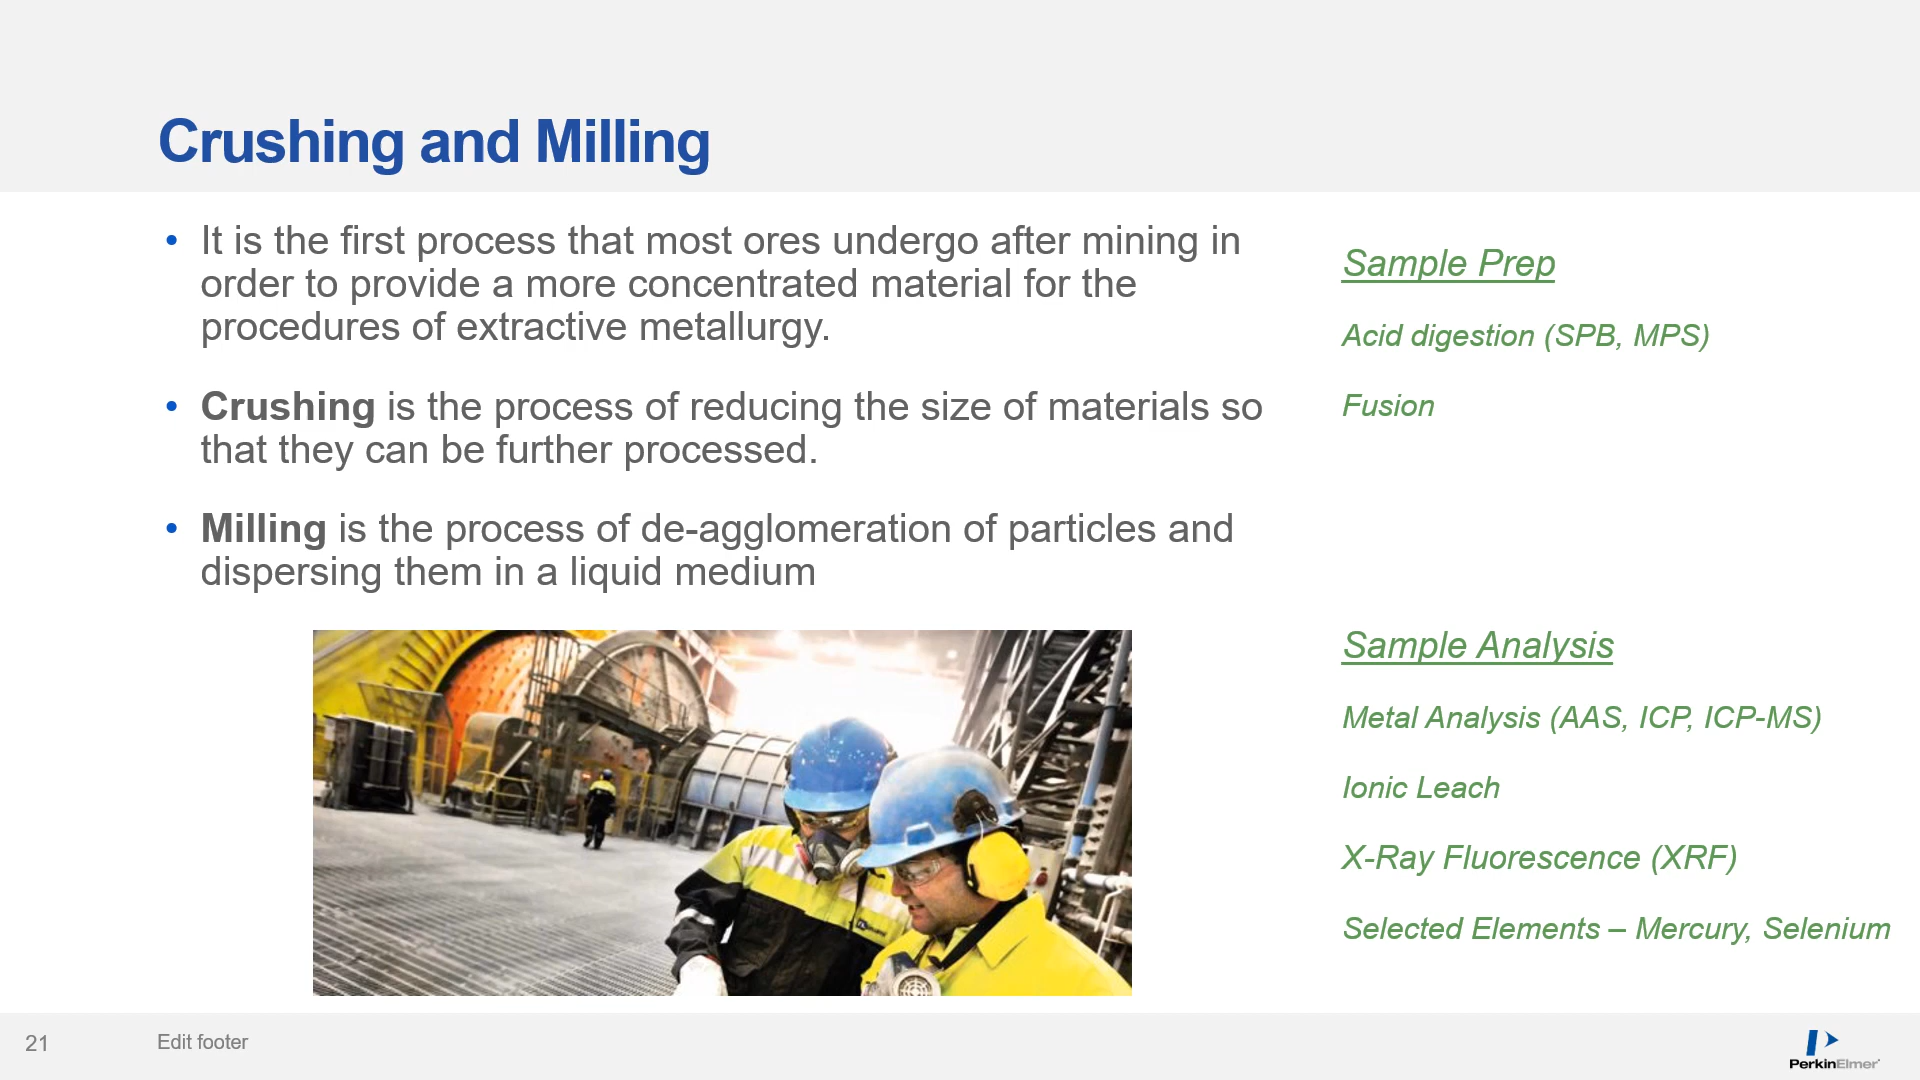 Crushing and Milling
• It is the first process that most ores undergo after mining in
order to provide a more concentrated material for the
procedures of extractive metallurgy.
• Crushing is the process of reducing the size of materials so
that they can be further processed.
• Milling is the process of de-agglomeration of particles and
dispersing them in a liquid medium
Sample Prep
Acid digestion (SPB, MPS)
Fusion
Sample Analysis
Metal Analysis (AAS, ICP, ICP-MS)
Ionic Leach
X-Ray Fluorescence (XRF)
Selected Elements – Mercury, Selenium
21
Edit footer
PerkinElmer